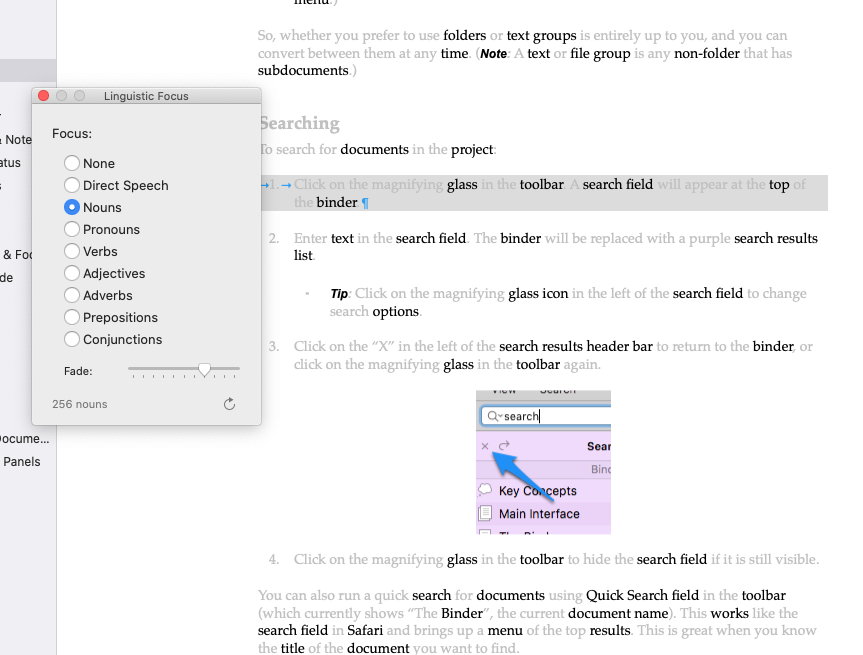 menu.)
So, whether you prefer to use folders or text groups is entirely up to you, and you can
convert between them at any time. (Note: A text or file group is any non-folder that has
subdocuments.)
Linguistic Focus
Focus:
None
Direct Speech
Nouns
Pronouns
Verbs
Adjectives
Adverbs
Prepositions
Conjunctions
Fade:
256 nouns
& Note
atus
& Foc
de
Docume...
Panels
Searching
To search for documents in the project:
1. Click on the magnifying glass in the toolbar. A search field will appear at the top of
the binder.¶
2. Enter text in the search field. The binder will be replaced with a purple search results
list.
• Tip: Click on the magnifying glass icon in the left of the search field to change
search options.
3. Click on the “X” in the left of the search results header bar to return to the binder, or
click on the magnifying glass in the toolbar again.
View Search
search
Sear
Bind
Key Concepts
Main Interface
4. Click on the magnifying glass in the toolbar to hide the search field if it is still visible.
You can also run a quick search for documents using Quick Search field in the toolbar
(which currently shows “The Binder”, the current document name). This works like the
search field in Safari and brings up a menu of the top results. This is great when you know
the title of the document you want to find.